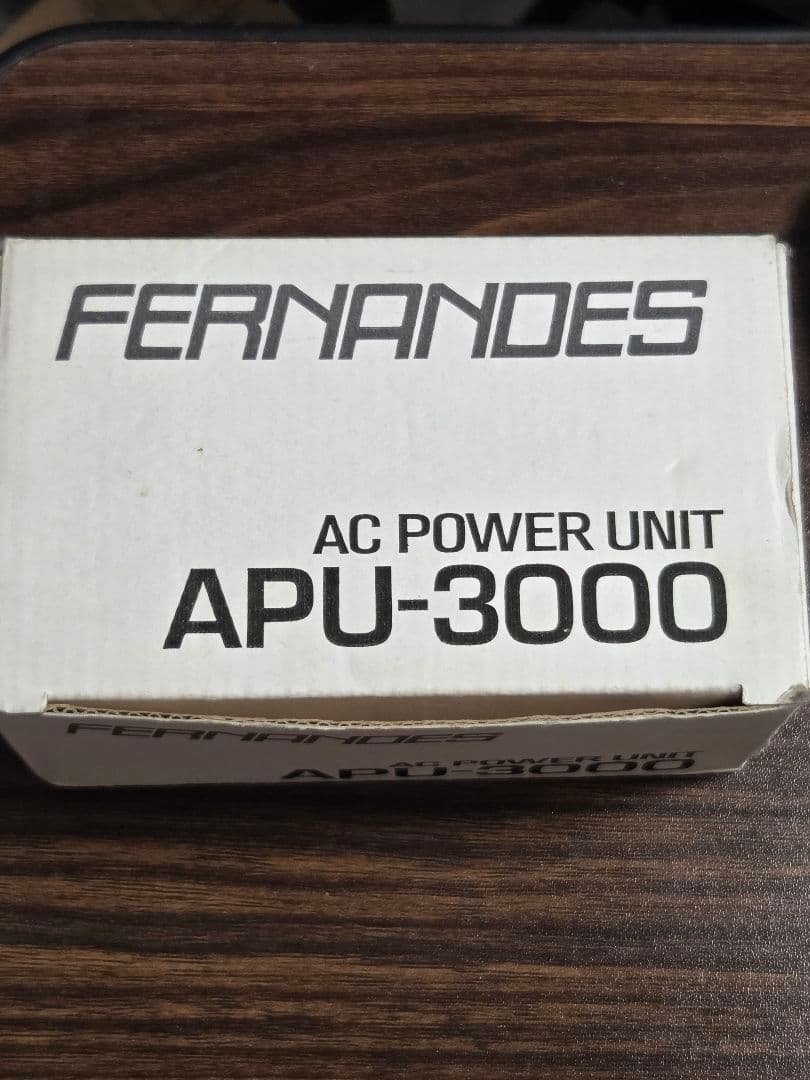 FERNANDES
AC POWER UNIT
APU-3000
FERNANDES
AC POWER UNIT
APU-3000